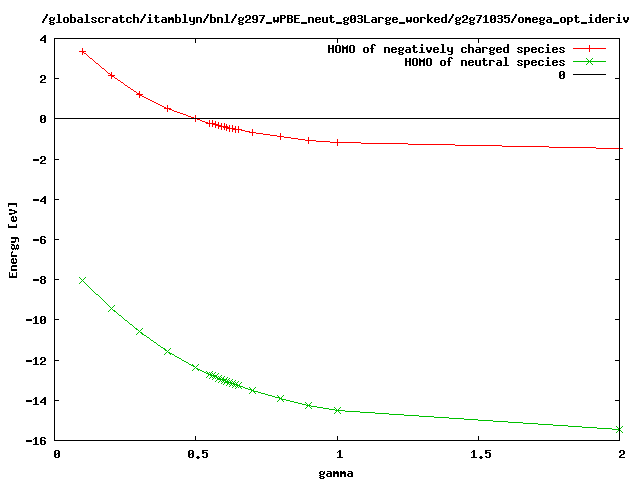 /globalscratch/itamblyn/bnl/g297_wPBE_neut_g03Large_worked/g2g71035/omega_opt_ideriv
HOMO of negatively charged species
HOMO of neutral species
0
4
2
0
-2
-4
-6
-8
-10
-12
-14
-16
Energy [eV]
0 0.5 1 1.5 2
gamma